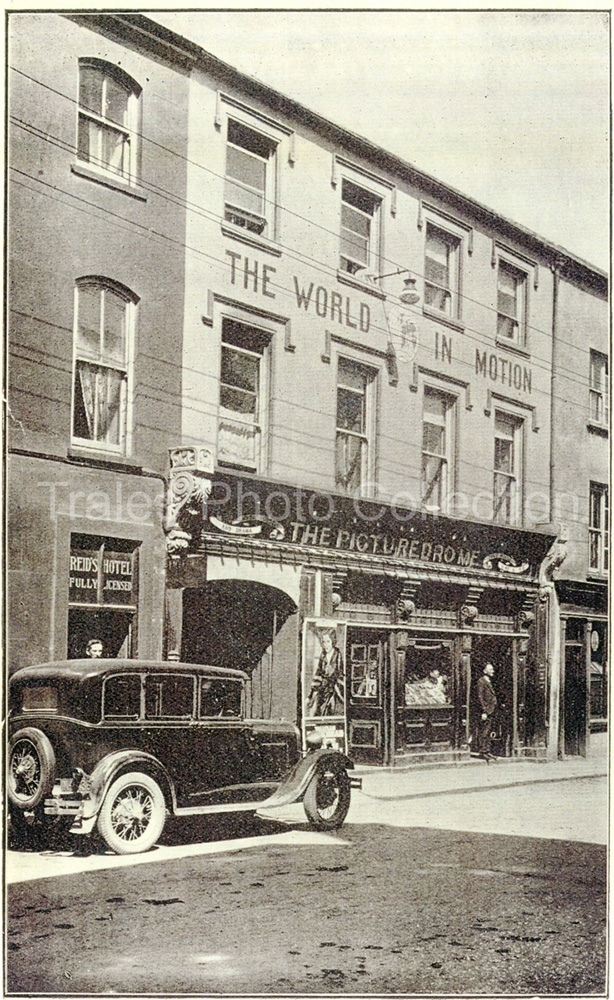 THE WORLD IN MOTION
Tralee Photo Collection
THE PICTUREDROME
REID'S HOTEL
FULLY LICENSED